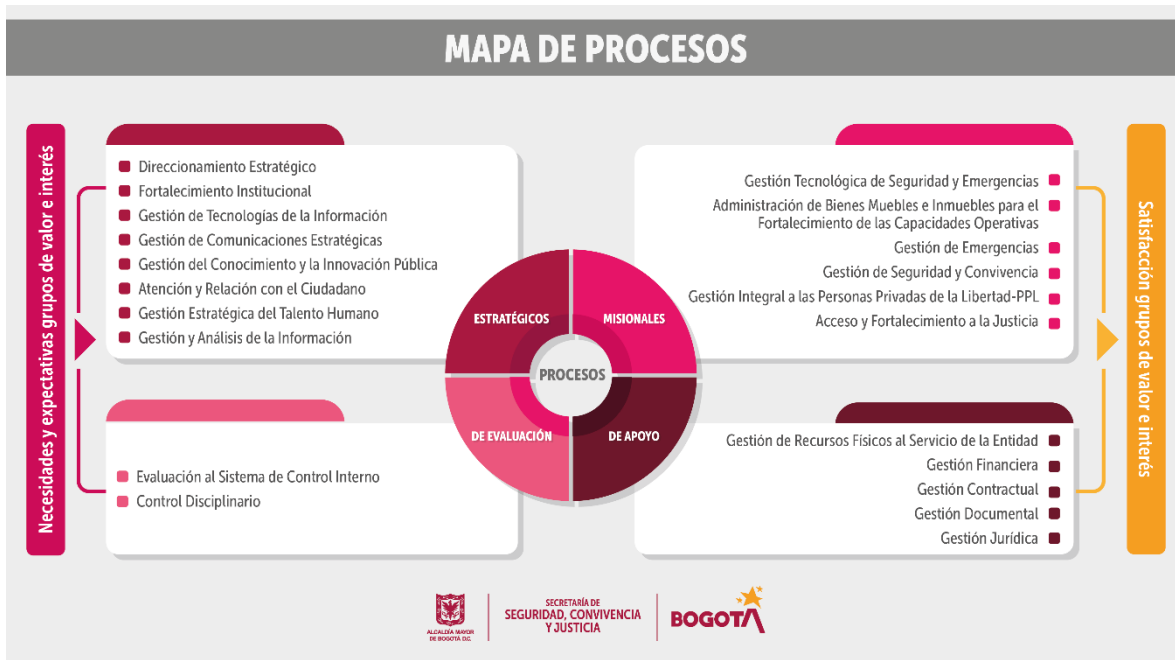 MAPA DE PROCESOS
Necesidades y expectativas grupos de valor e interés
Direccionamiento Estratégico
Fortalecimiento Institucional
Gestión de Tecnologías de la Información
Gestión de Comunicaciones Estratégicas
Gestión del Conocimiento y la Innovación Pública
Atención y Relación con el Ciudadano
Gestión Estratégica del Talento Humano
Gestión y Análisis de la Información
Evaluación al Sistema de Control Interno
Control Disciplinario
ESTRATÉGICOS
MISIONALES
PROCESOS
DE EVALUACIÓN
DE APOYO
Gestión Tecnológica de Seguridad y Emergencias
Administración de Bienes Muebles e Inmuebles para el
Fortalecimiento de las Capacidades Operativas
Gestión de Emergencias
Gestión de Seguridad y Convivencia
Gestión Integral a las Personas Privadas de la Libertad-PPL
Acceso y Fortalecimiento a la Justicia
Gestión de Recursos Físicos al Servicio de la Entidad
Gestión Financiera
Gestión Contractual
Gestión Documental
Gestión Jurídica
Satisfacción grupos de valor e interés
ALCALDÍA MAYOR
DE BOGOTÁ D.C.
SECRETARÍA DE
SEGURIDAD, CONVIVENCIA
Y JUSTICIA
BOGOTÁ